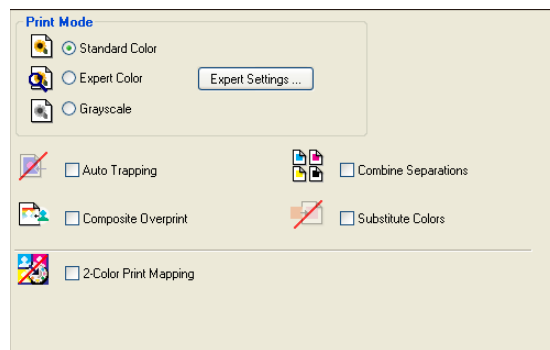 Print Mode
Standard Color
Expert Color
Expert Settings ...
Grayscale
Auto Trapping
Combine Separations
Composite Overprint
Substitute Colors
2-Color Print Mapping